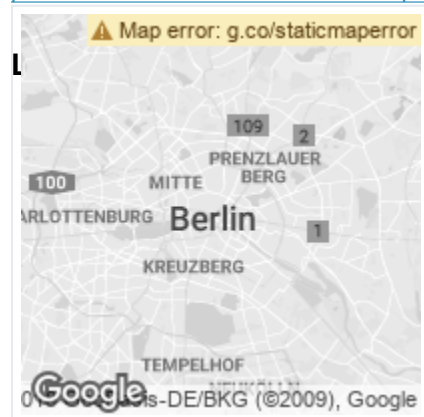 Map error: g.co/staticmaperror
L
109
2
PRENZLAUER
BERG
100
MITTE
ARLOTTENBURG
Berlin
1
KREUZBERG
TEMPELHOF
Google
-DE/BKG (©2009), Google